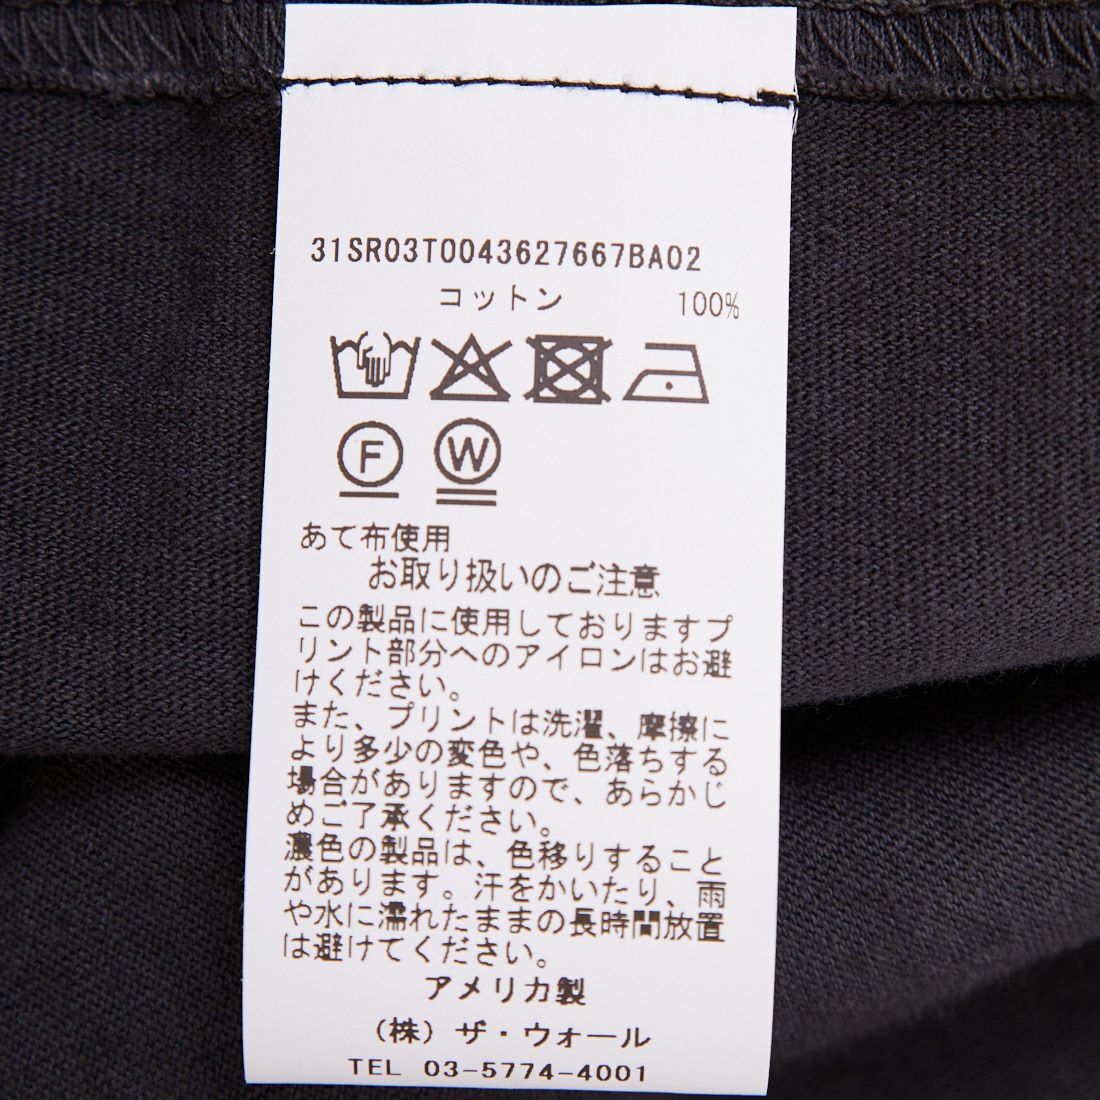 31SR03T0043627667BA02
コットン 100%
F W
あて布使用
お取り扱いのご注意
この製品に使用しておりますプ
リント部分へのアイロンはお避
けください。
また、プリントは洗濯、摩擦に
より多少の変色や、色落ちする
場合がありますので、あらかじ
めご了承ください。
濃色の製品は、色移りすること
があります。汗をかいたり、雨
や水に濡れたままの長時間放置
は避けてください。
アメリカ製
(株) ザ・ウォール
TEL 03-5774-4001